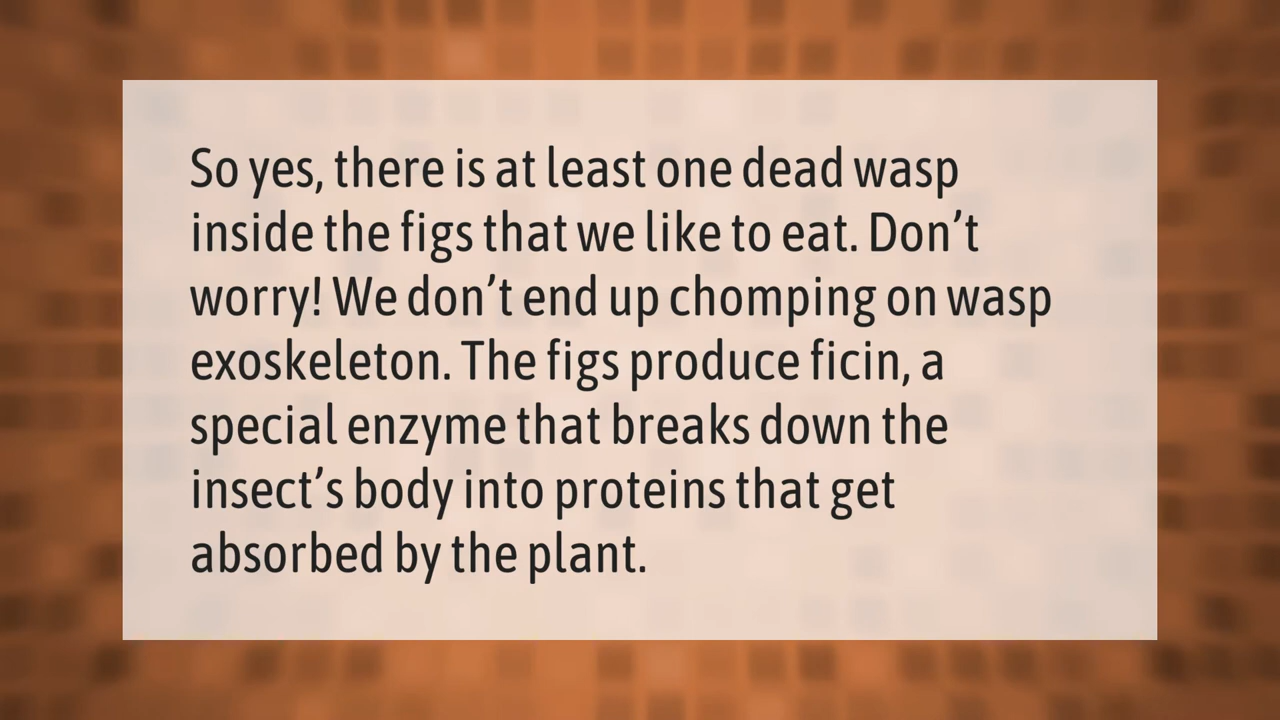 So yes, there is at least one dead wasp
inside the figs that we like to eat. Don’t
worry! We don’t end up chomping on wasp
exoskeleton. The figs produce ficin, a
special enzyme that breaks down the
insect’s body into proteins that get
absorbed by the plant.